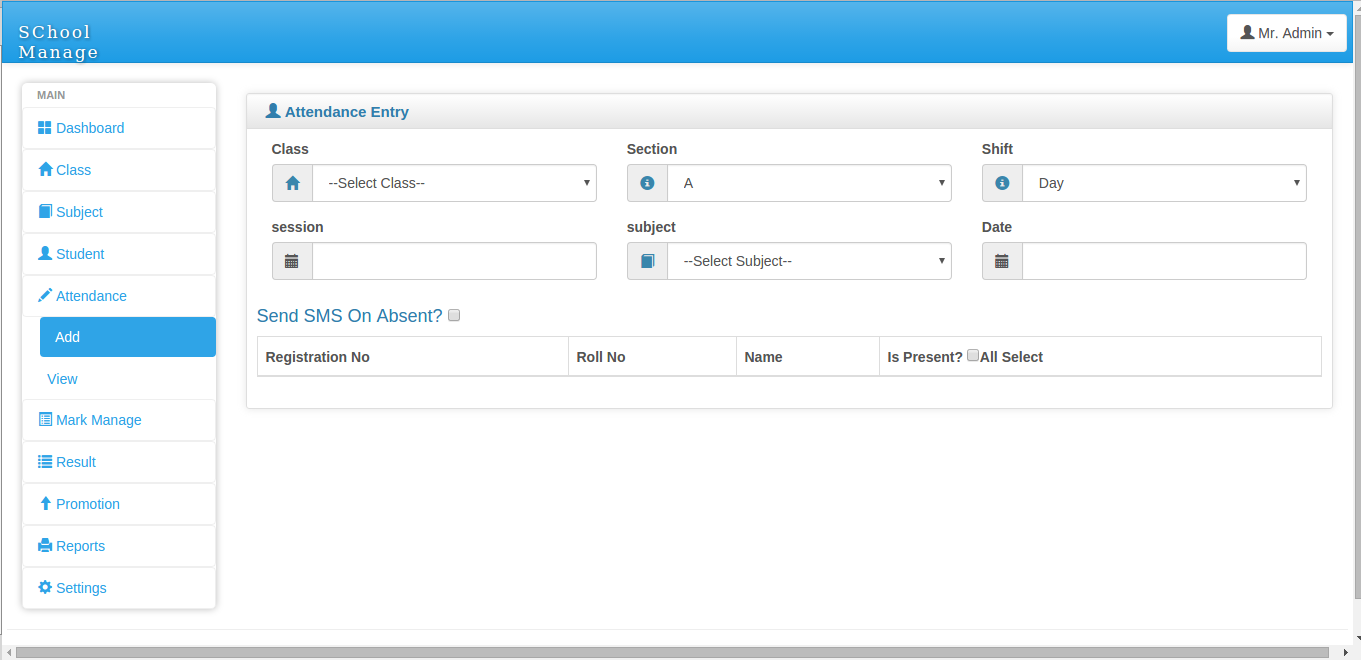 SChool
Manage
Mr. Admin
MAIN
Dashboard
Class
Subject
Student
Attendance
Add
View
Mark Manage
Result
Promotion
Reports
Settings
Attendance Entry
Class Section Shift
--Select Class-- A Day
session subject Date
--Select Subject--
Send SMS On Absent?
Registration No Roll No Name Is Present? All Select